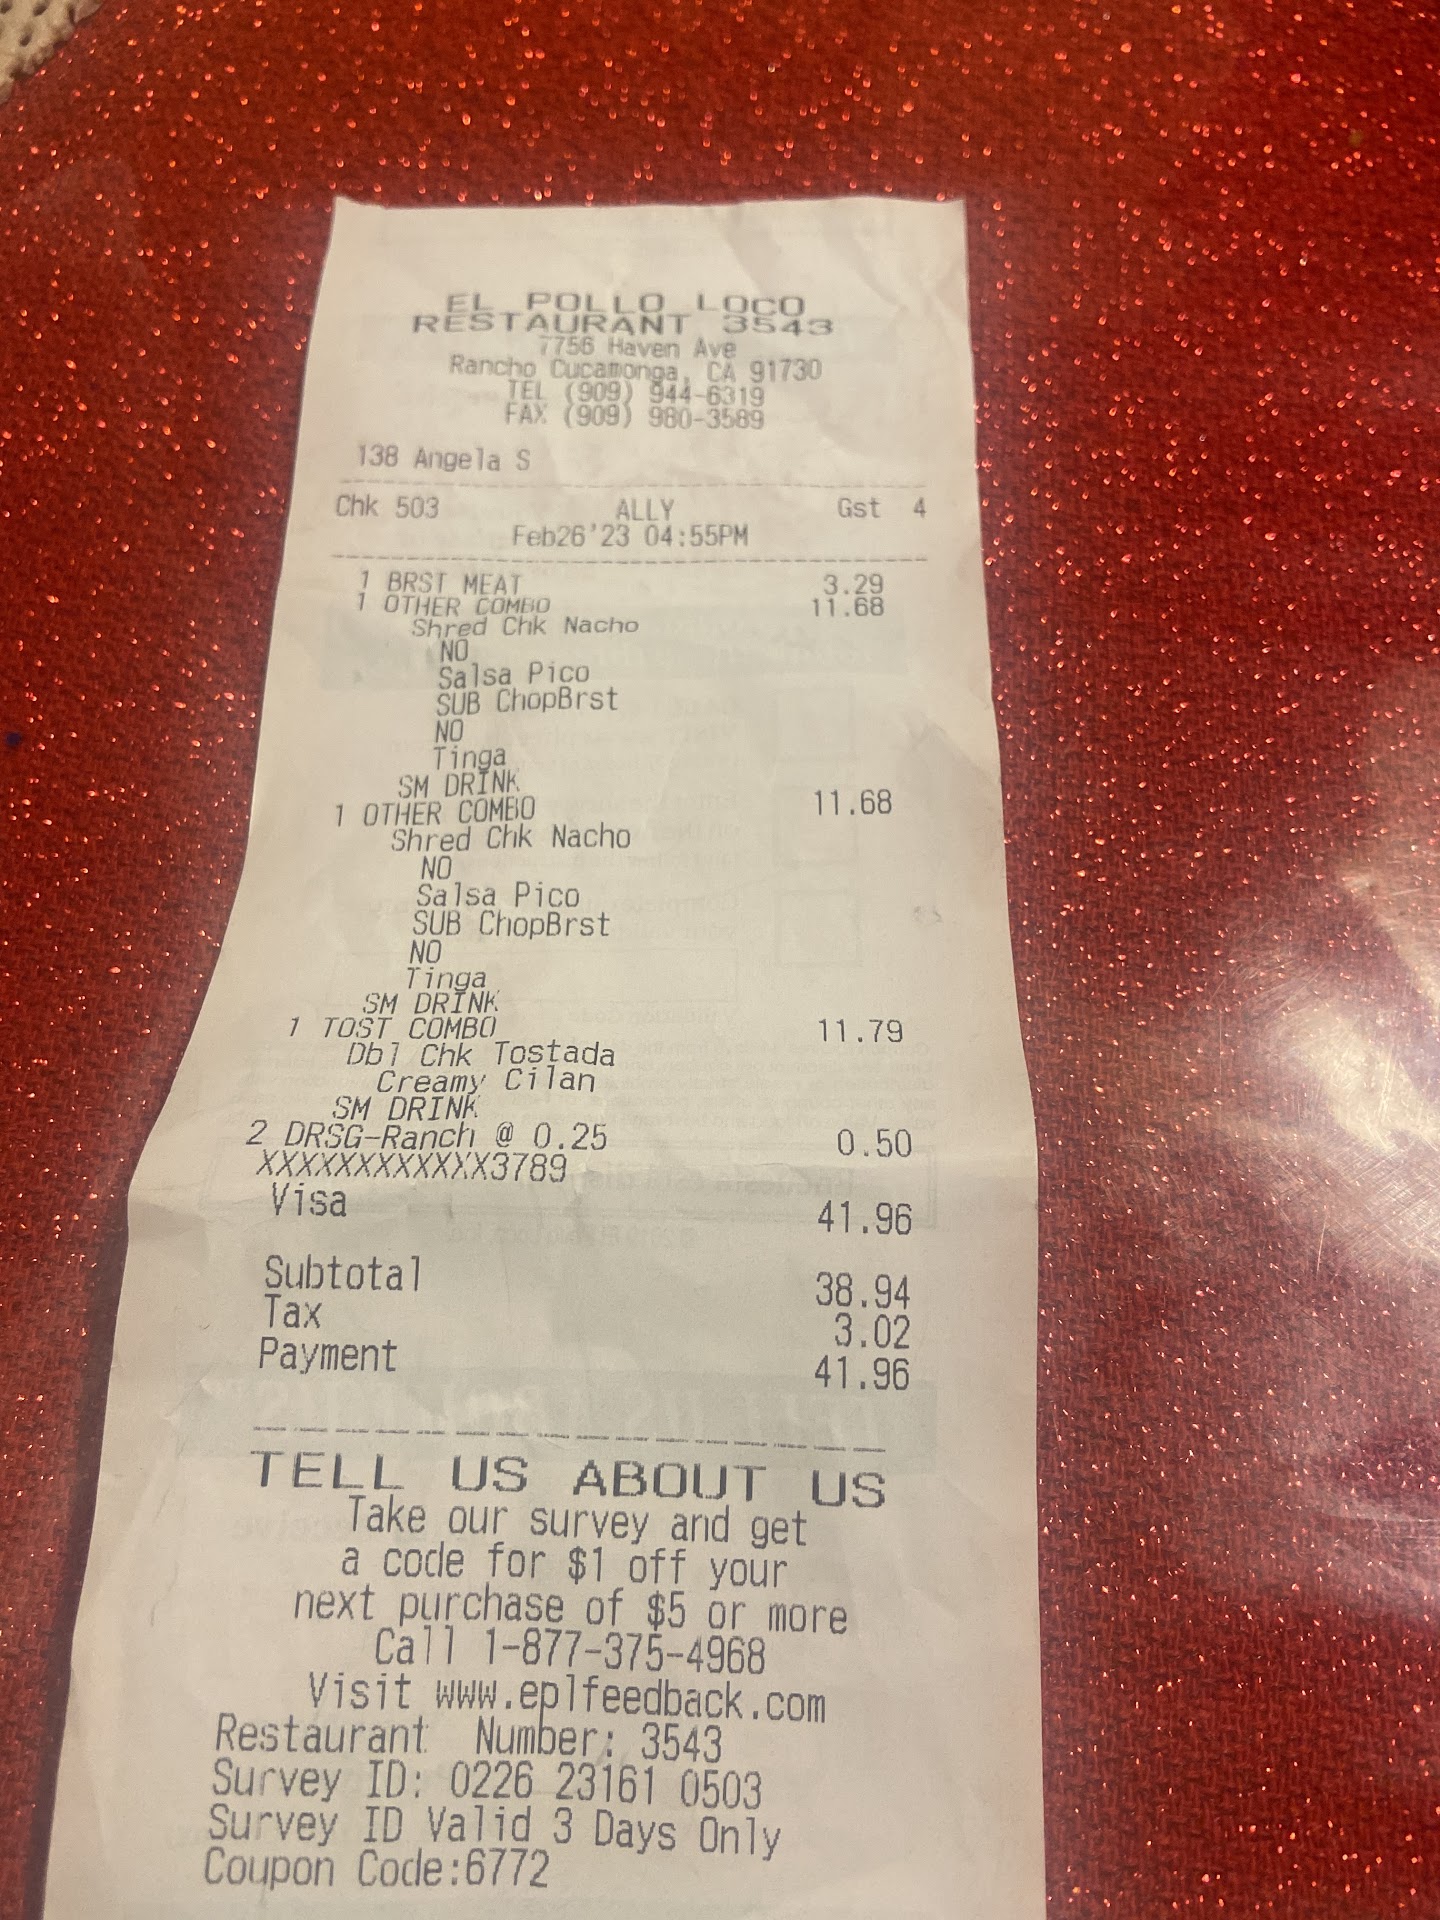 EL POLLO LOCO
RESTAURANT 3543
7756 Haven Ave
Rancho Cucamonga, CA 91730
TEL (909) 944-6319
FAX (909) 980-3589
138 Angela S
Chk 503 ALLY Gst 4
Feb26'23 04:55PM
1 BRST MEAT 3.29
1 OTHER COMBO 11.68
Shred Chk Nacho
NO
Salsa Pico
SUB ChopBrst
NO
Tinga
SM DRINK
1 OTHER COMBO 11.68
Shred Chk Nacho
NO
Salsa Pico
SUB ChopBrst
NO
Tinga
SM DRINK
1 TOST COMBO 11.79
Dbl Chk Tostada
Creamy Cilan
SM DRINK
2 DRSG-Ranch @ 0.25 0.50
XXXXXXXXXXXX3789
Visa 41.96
Subtotal 38.94
Tax 3.02
Payment 41.96
TELL US ABOUT US
Take our survey and get
a code for $1 off your
next purchase of $5 or more
Call 1-877-375-4968
Visit www.eplfeedback.com
Restaurant Number: 3543
Survey ID: 0226 23161 0503
Survey ID Valid 3 Days Only
Coupon Code:6772